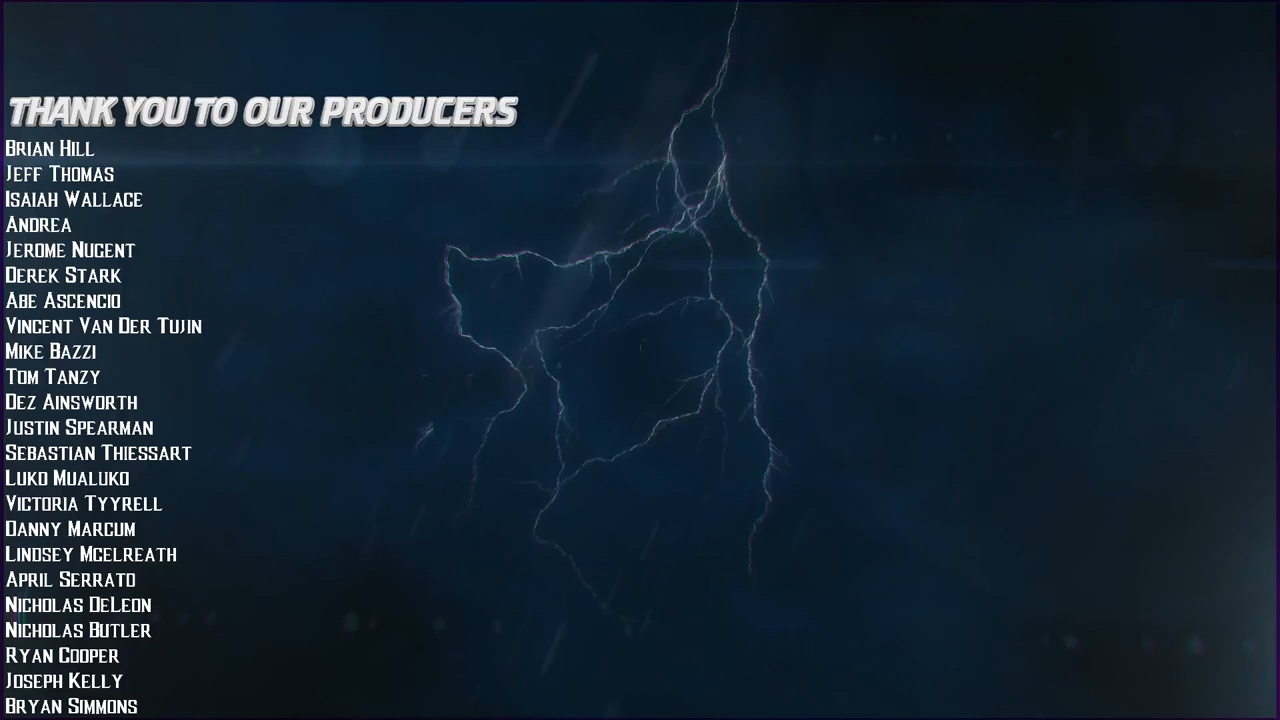 THANK YOU TO OUR PRODUCERS
BRIAN HILL
JEFF THOMAS
ISAIAH WALLACE
ANDREA
JEROME NUGENT
DEREK STARK
ABE ASCENCIO
VINCENT VAN DER TUJIN
MIKE BAZZI
TOM TANZY
DEZ AINSWORTH
JUSTIN SPEARMAN
SEBASTIAN THIESSART
LUKO MUALUKO
VICTORIA TYYRELL
DANNY MARCUM
LINDSEY MCELREATH
APRIL SERRATO
NICHOLAS DELEON
NICHOLAS BUTLER
RYAN COOPER
JOSEPH KELLY
BRYAN SIMMONS